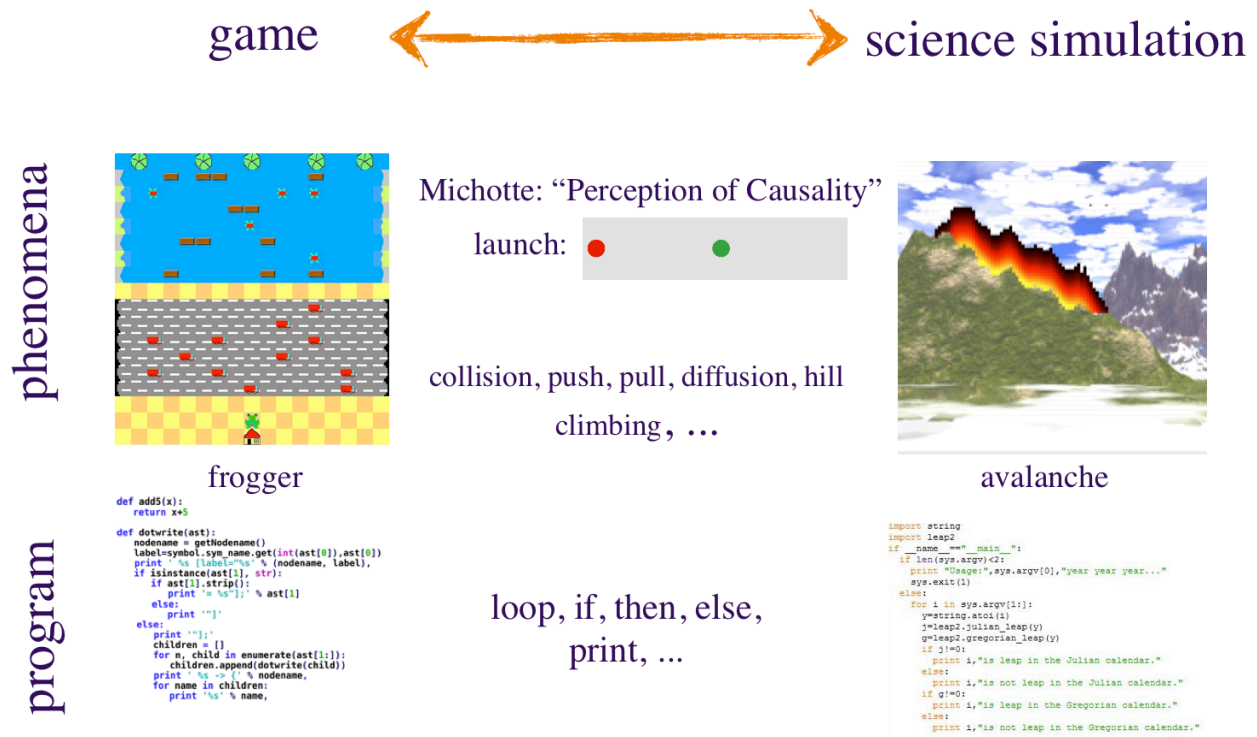 game
science simulation
phenomena
Michotte: “Perception of Causality”
launch:
collision, push, pull, diffusion, hill
climbing, ...
frogger
avalanche
program
def add5(x):
    return x+5
def dotwrite(ast):
    nodename = getNodename()
    label=symbol.sym_name.get(int(ast[0]),ast[0])
    print ' %s [label="%s' % (nodename, label),
    if isinstance(ast[1], str):
        if ast[1].strip():
            print '= %s"];' % ast[1]
        else:
            print '"]'
    else:
        print '"];'
        children = []
        for n, child in enumerate(ast[1:]):
            children.append(dotwrite(child))
        print ' %s -> {' % nodename,
        for name in children:
            print '%s' % name,
loop, if, then, else,
print, ...
import string
import leap2
if __name__=="__main__":
  if len(sys.argv)<2:
    print "Usage:",sys.argv[0],"year year year..."
    sys.exit(1)
  else:
    for i in sys.argv[1:]:
      y=string.atoi(i)
      j=leap2.julian_leap(y)
      g=leap2.gregorian_leap(y)
      if j!=0:
        print i,"is leap in the Julian calendar."
      else:
        print i,"is not leap in the Julian calendar."
      if g!=0:
        print i,"is leap in the Gregorian calendar."
      else:
        print i,"is not leap in the Gregorian calendar."